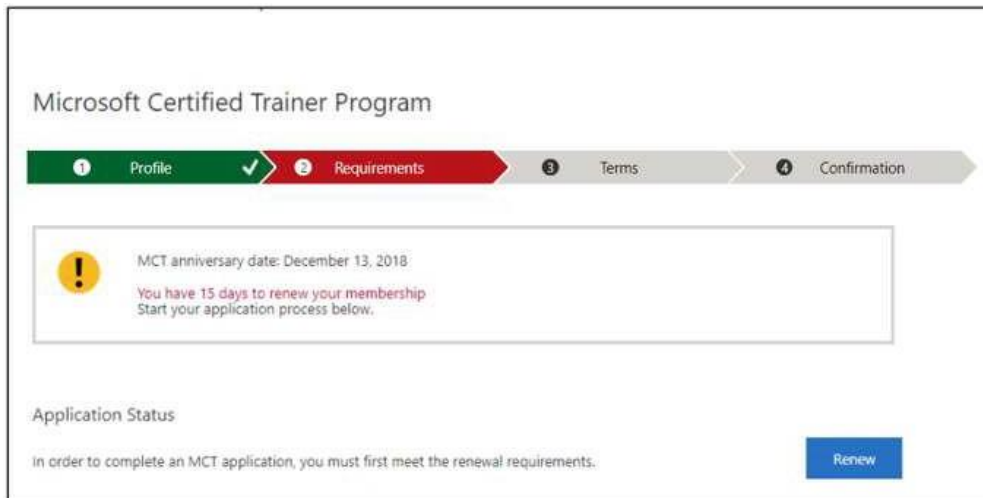 Microsoft Certified Trainer Program
1 Profile 2 Requirements 3 Terms 4 Confirmation
MCT anniversary date: December 13, 2018
You have 15 days to renew your membership
Start your application process below.
Application Status
In order to complete an MCT application, you must first meet the renewal requirements.
Renew